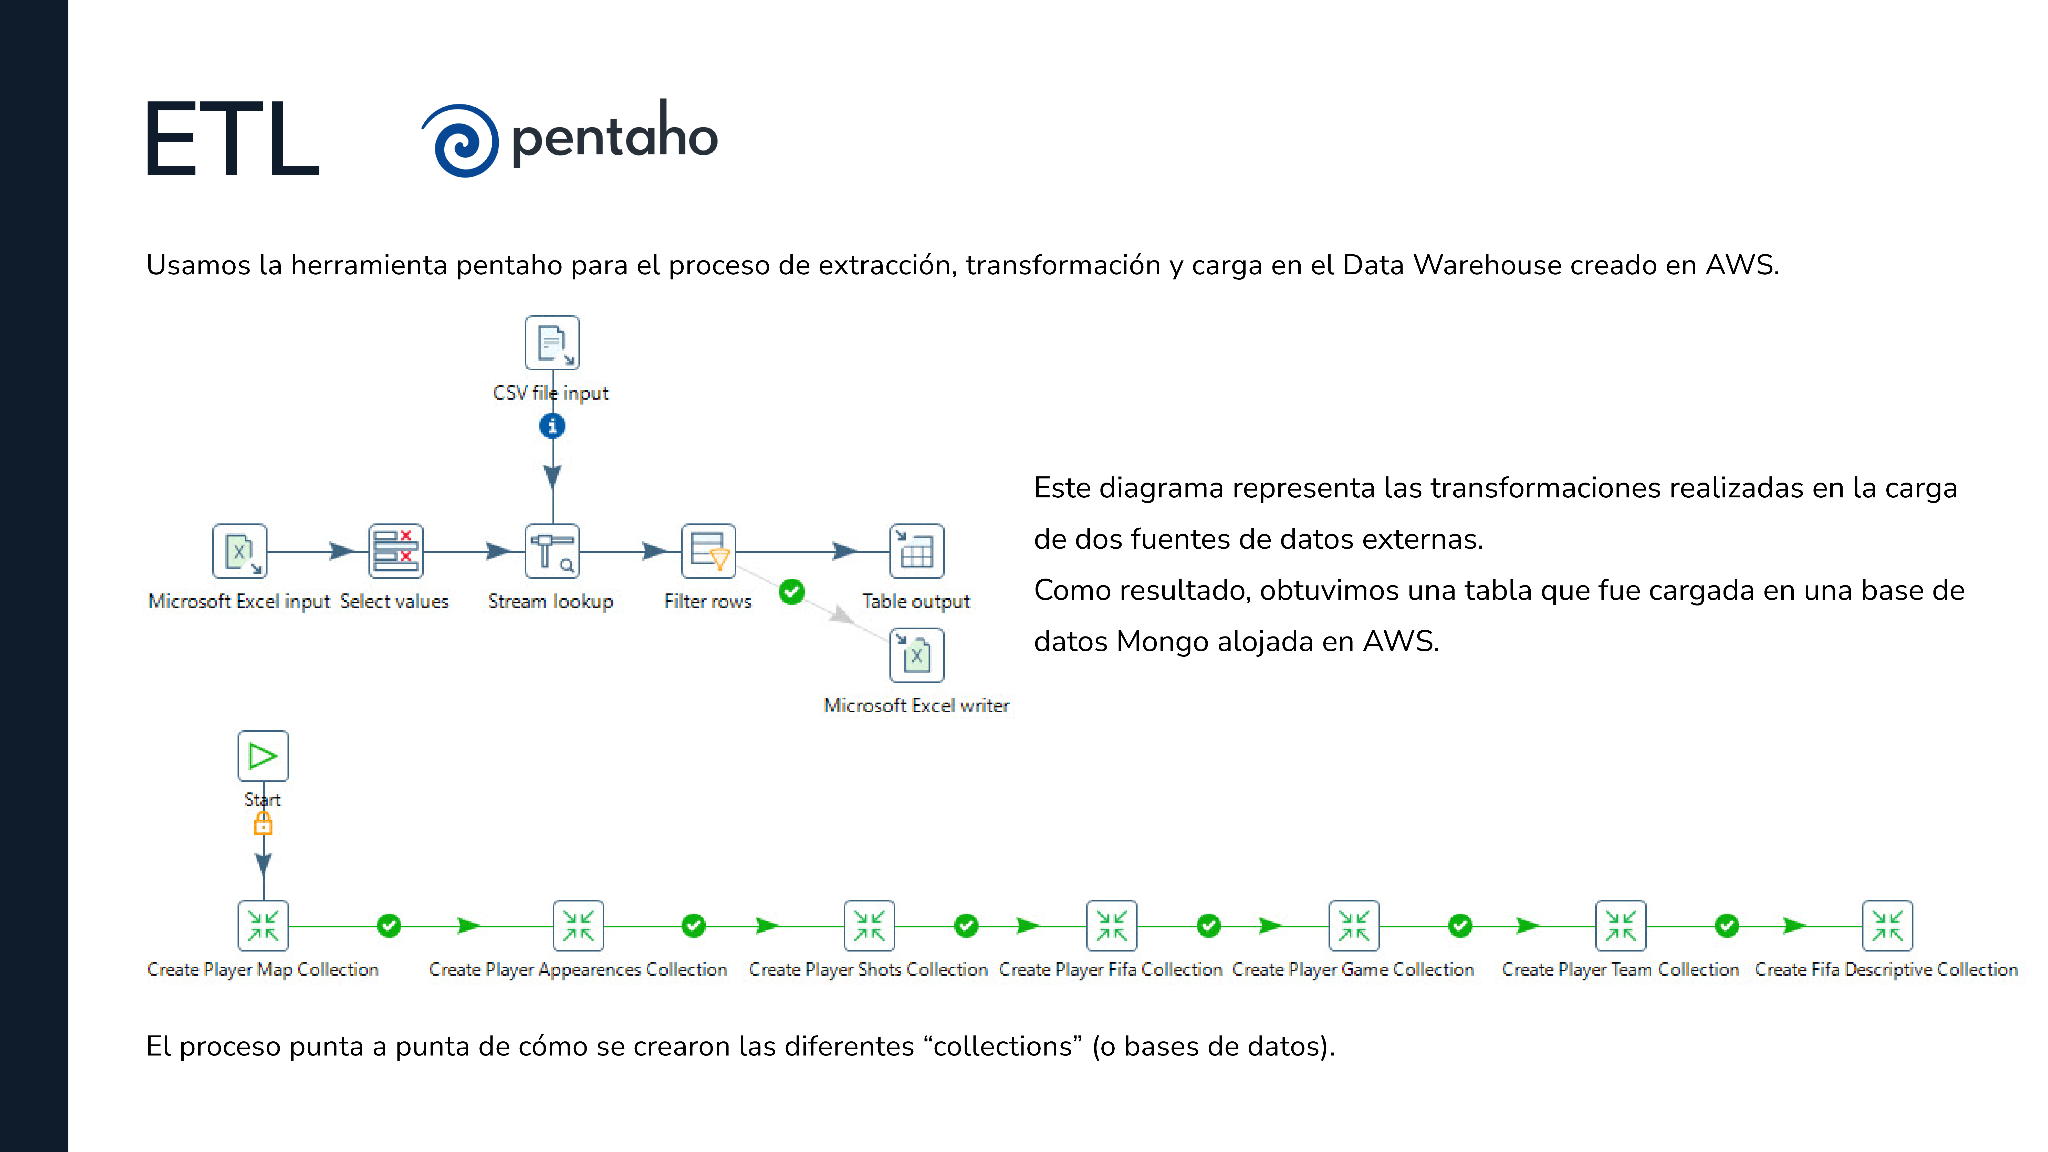 ETL
pentaho
Usamos la herramienta pentaho para el proceso de extracción, transformación y carga en el Data Warehouse creado en AWS.
CSV file input
Microsoft Excel input
Select values
Stream lookup
Filter rows
Table output
Microsoft Excel writer
Este diagrama representa las transformaciones realizadas en la carga
de dos fuentes de datos externas.
Como resultado, obtuvimos una tabla que fue cargada en una base de
datos Mongo alojada en AWS.
Start
Create Player Map Collection
Create Player Appearences Collection
Create Player Shots Collection
Create Player Fifa Collection
Create Player Game Collection
Create Player Team Collection
Create Fifa Descriptive Collection
El proceso punta a punta de cómo se crearon las diferentes “collections” (o bases de datos).